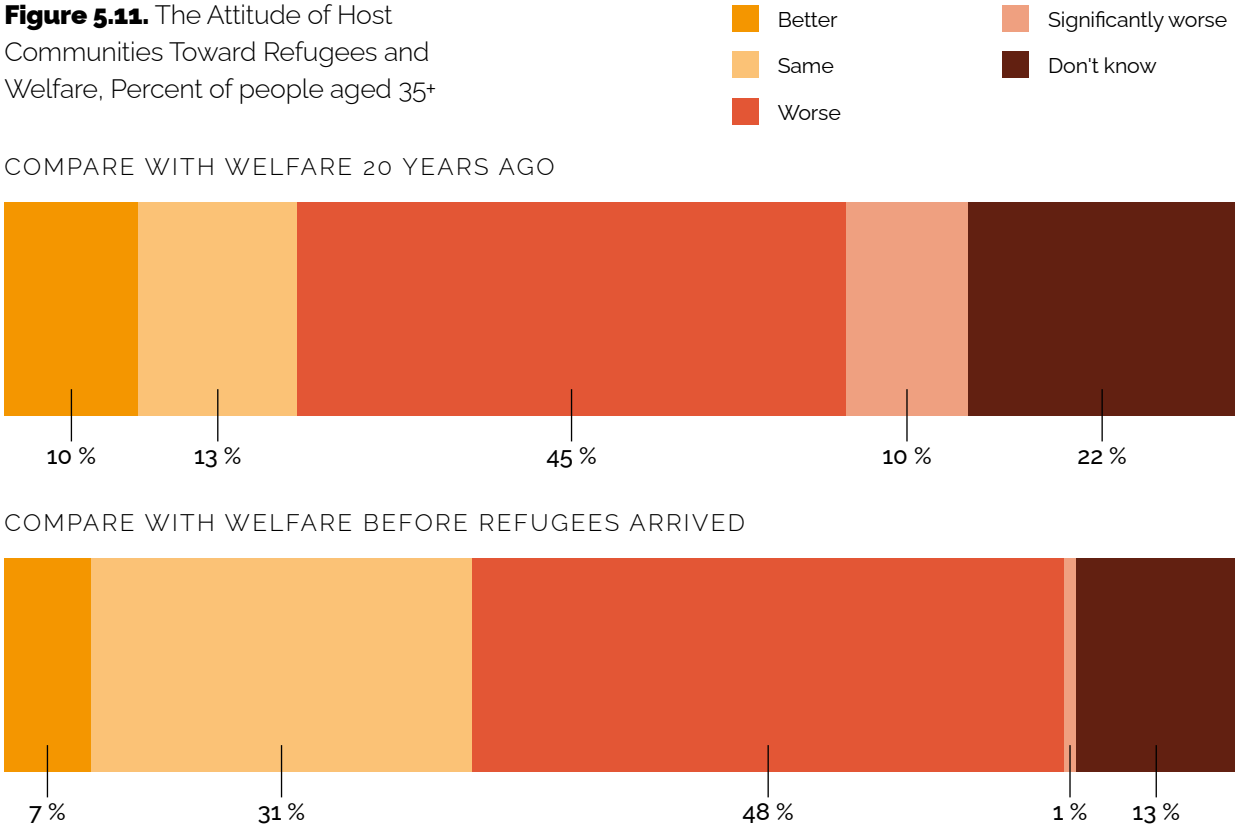 Figure 5.11. The Attitude of Host
Communities Toward Refugees and
Welfare, Percent of people aged 35+
Better
Same
Worse
Significantly worse
Don't know
COMPARE WITH WELFARE 20 YEARS AGO
10 % 13 % 45 % 10 % 22 %
COMPARE WITH WELFARE BEFORE REFUGEES ARRIVED
7 % 31 % 48 % 1 % 13 %